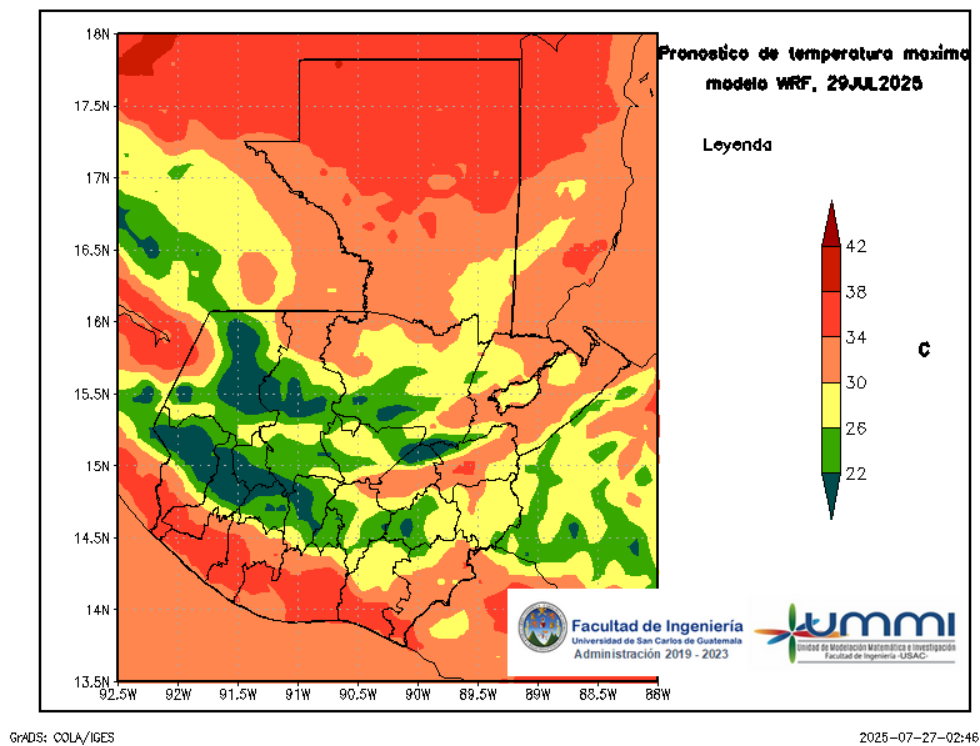 Pronostico de temperatura maxima
modelo WRF, 29JUL2025
Leyenda
42
38
34
30
26
22
C
18N
17.5N
17N
16.5N
16N
15.5N
15N
14.5N
14N
13.5N
92.5W 92W 91.5W 91W 90.5W 90W 89.5W 89W 88.5W 88W
Facultad de Ingeniería
Universidad de San Carlos de Guatemala
Administración 2019 - 2023
ummi
Unidad de Modelación Matemática e Investigación
Facultad de Ingeniería -USAC-
GrADS: COLA/IGES
2025-07-27-02:46